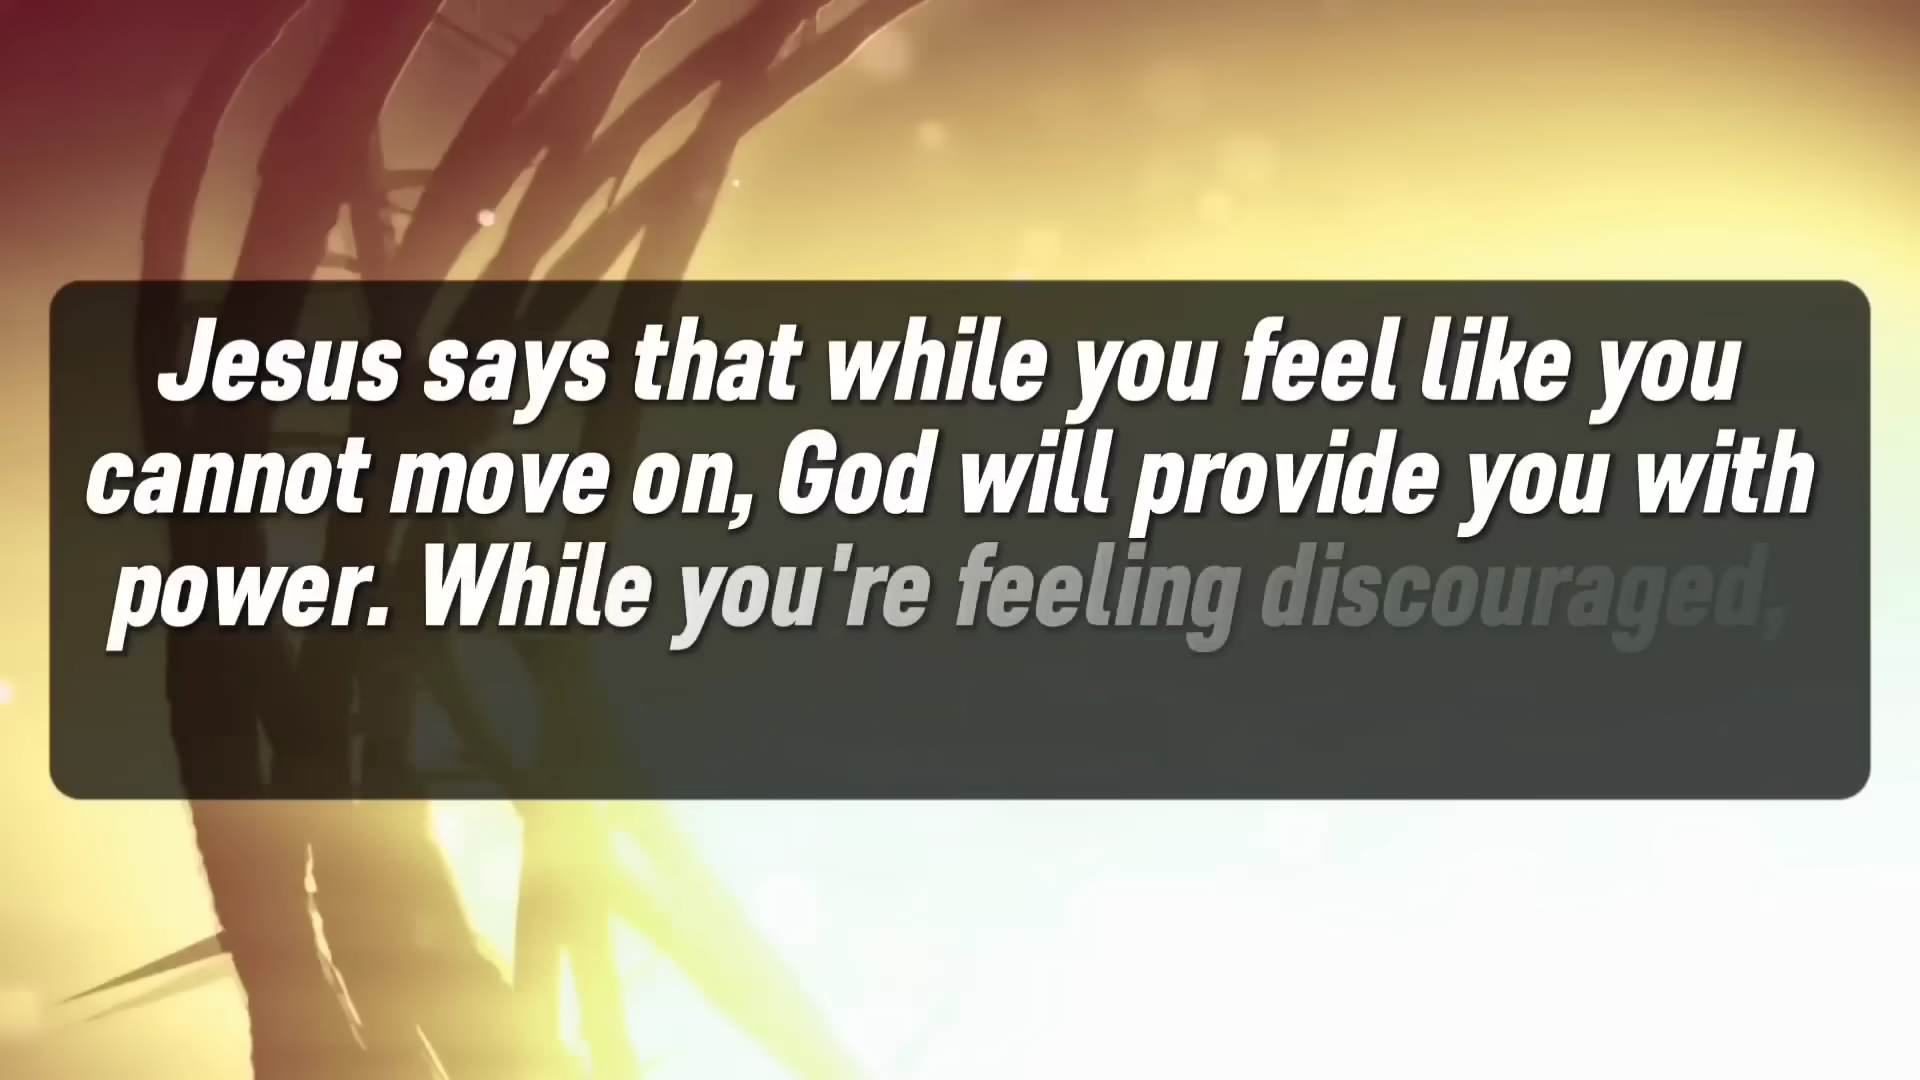 Jesus says that while you feel like you
cannot move on, God will provide you with
power. While you're feeling discouraged,